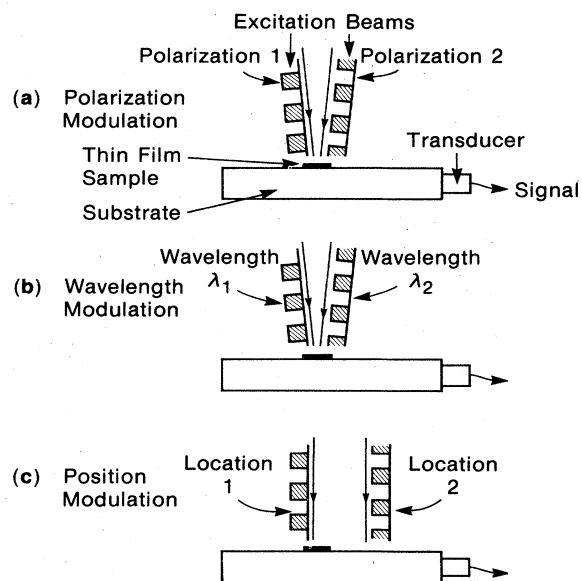 Excitation Beams
Polarization 1
Polarization 2
(a) Polarization
Modulation
Transducer
Thin Film
Sample
Signal
Substrate
Wavelength
λ1
Wavelength
λ2
(b) Wavelength
Modulation
(c) Position
Modulation
Location
1
Location
2